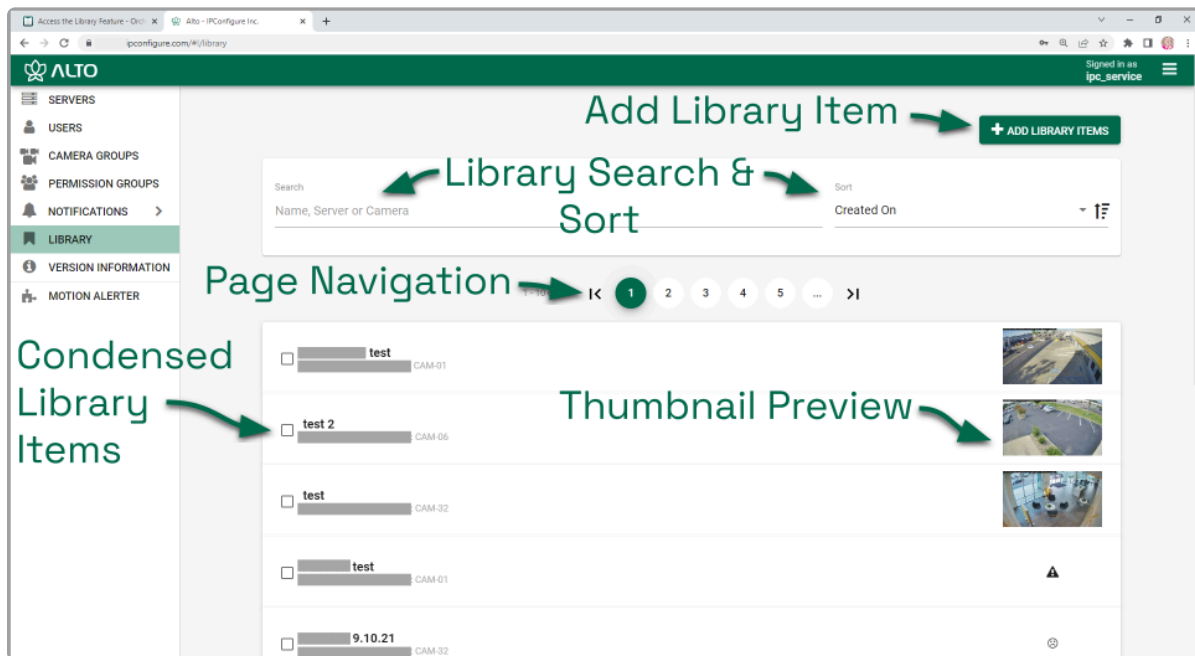 Access the Library Feature - Orch
Alto - IPConfigure Inc.
ipconfigure.com/#!/library
ALTO
Signed in as
ipc_service
SERVERS
USERS
CAMERA GROUPS
PERMISSION GROUPS
NOTIFICATIONS
LIBRARY
VERSION INFORMATION
MOTION ALERTER
Add Library Item
ADD LIBRARY ITEMS
Library Search &
Sort
Search
Name, Server or Camera
Sort
Created On
Page Navigation
1 2 3 4 5 ...
Condensed
Library
Items
Thumbnail Preview
test
CAM-01
test 2
CAM-06
test
CAM-32
test
CAM-01
9.10.21
CAM-32